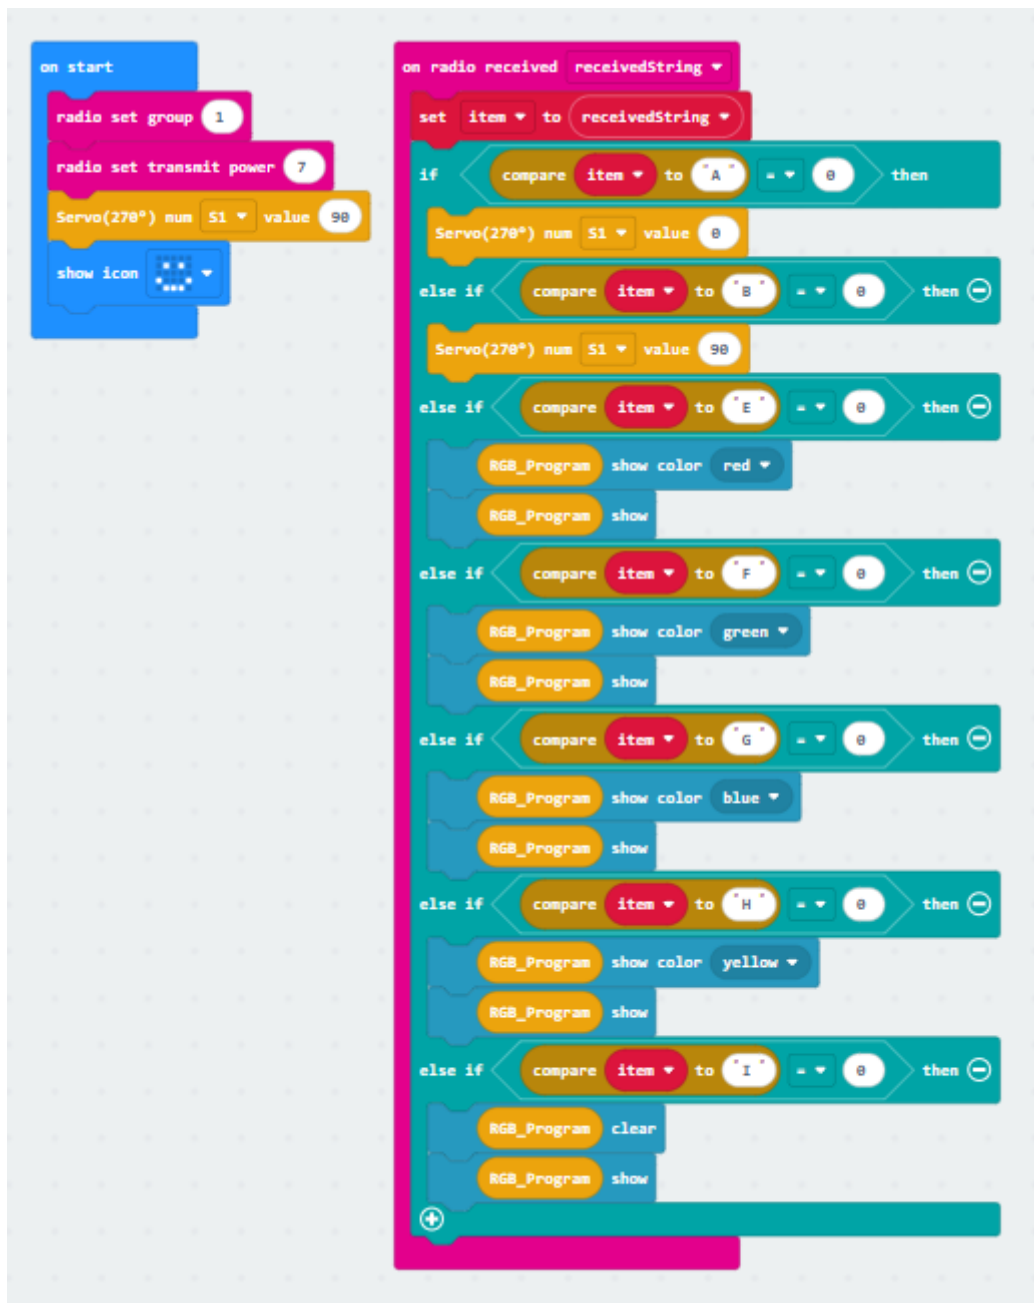 on start
radio set group 1
radio set transmit power 7
Servo(270°) num S1 value 90
show icon
on radio received receivedString
set item to receivedString
if compare item to "A" = 0 then
Servo(270°) num S1 value 0
else if compare item to "B" = 0 then
Servo(270°) num S1 value 90
else if compare item to "E" = 0 then
RGB_Program show color red
RGB_Program show
else if compare item to "F" = 0 then
RGB_Program show color green
RGB_Program show
else if compare item to "G" = 0 then
RGB_Program show color blue
RGB_Program show
else if compare item to "H" = 0 then
RGB_Program show color yellow
RGB_Program show
else if compare item to "I" = 0 then
RGB_Program clear
RGB_Program show